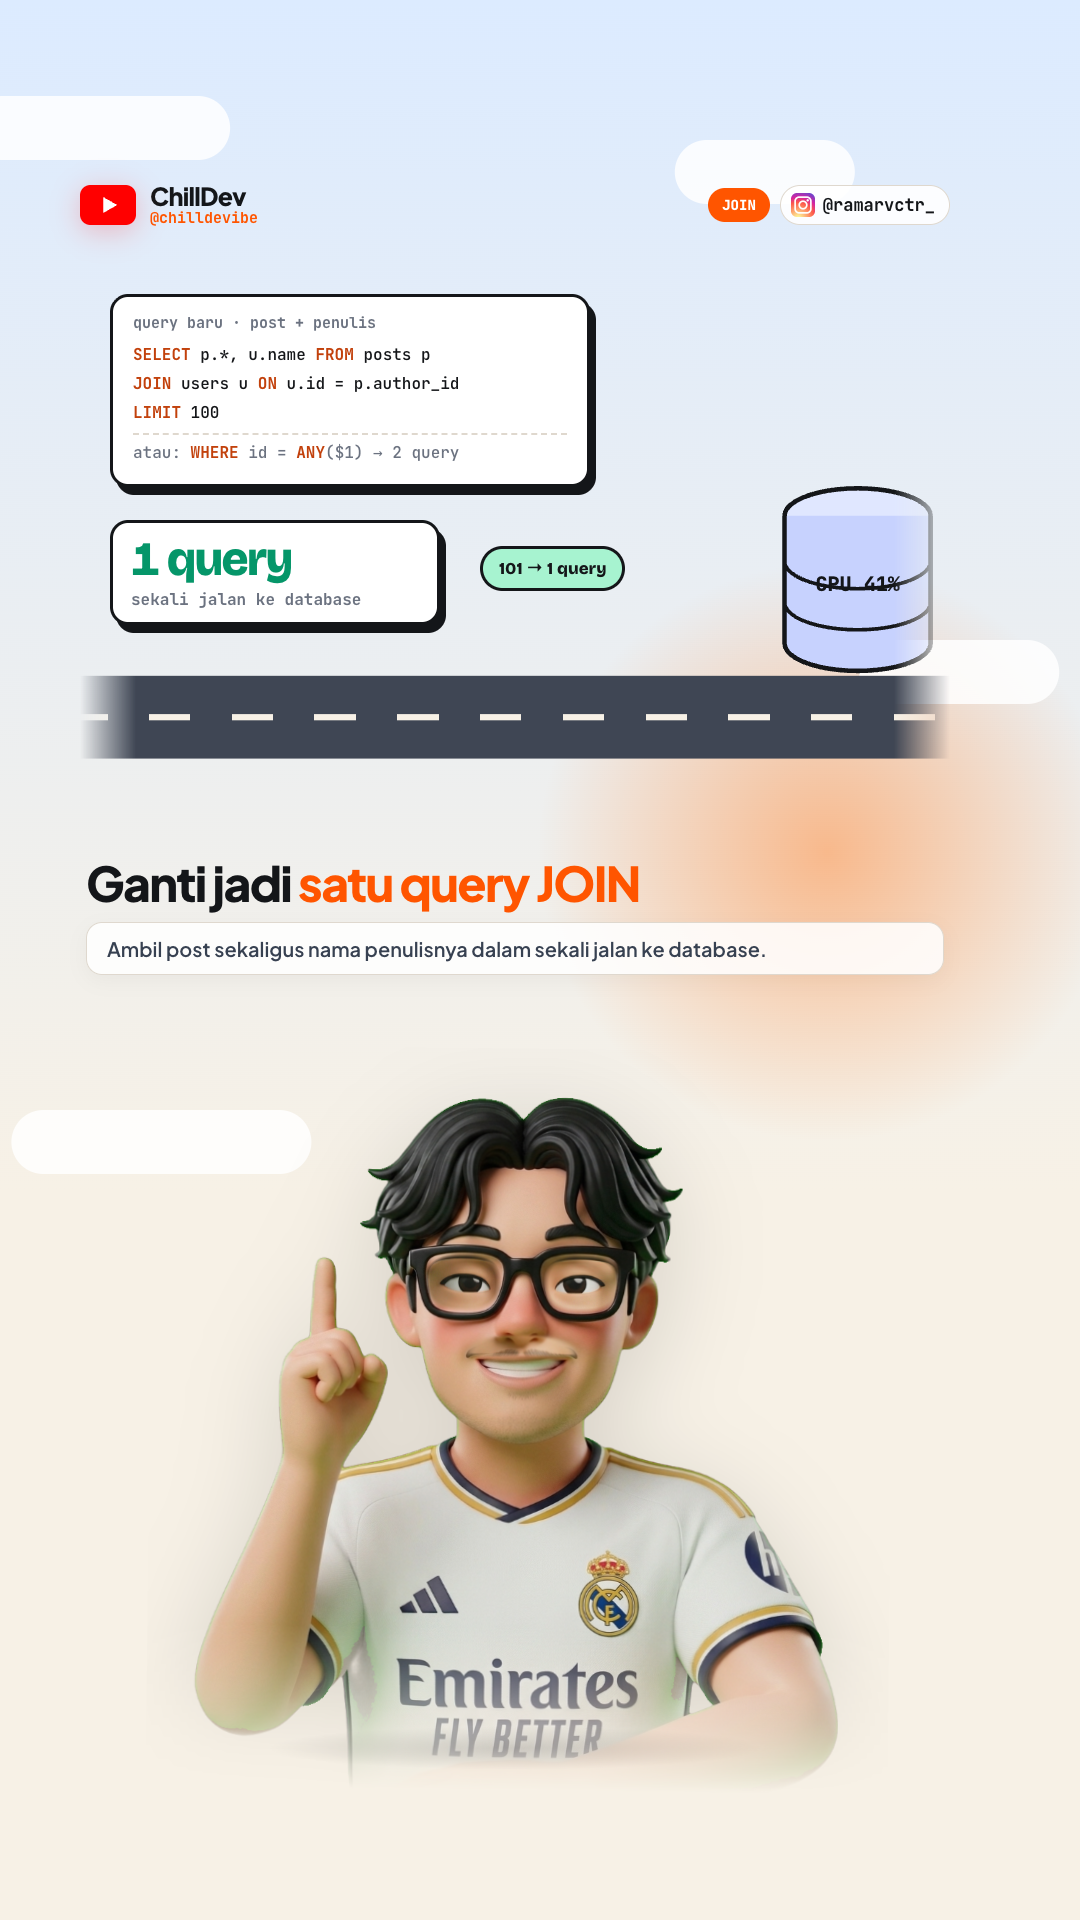 ChillDev
@chilldevibe
JOIN
@ramarvctr_
query baru · post + penulis
SELECT p.*, u.name FROM posts p
JOIN users u ON u.id = p.author_id
LIMIT 100
atau: WHERE id = ANY($1) → 2 query
1 query
sekali jalan ke database
101 → 1 query
CPU 41%
Ganti jadi satu query JOIN
Ambil post sekaligus nama penulisnya dalam sekali jalan ke database.
Emirates
FLY BETTER